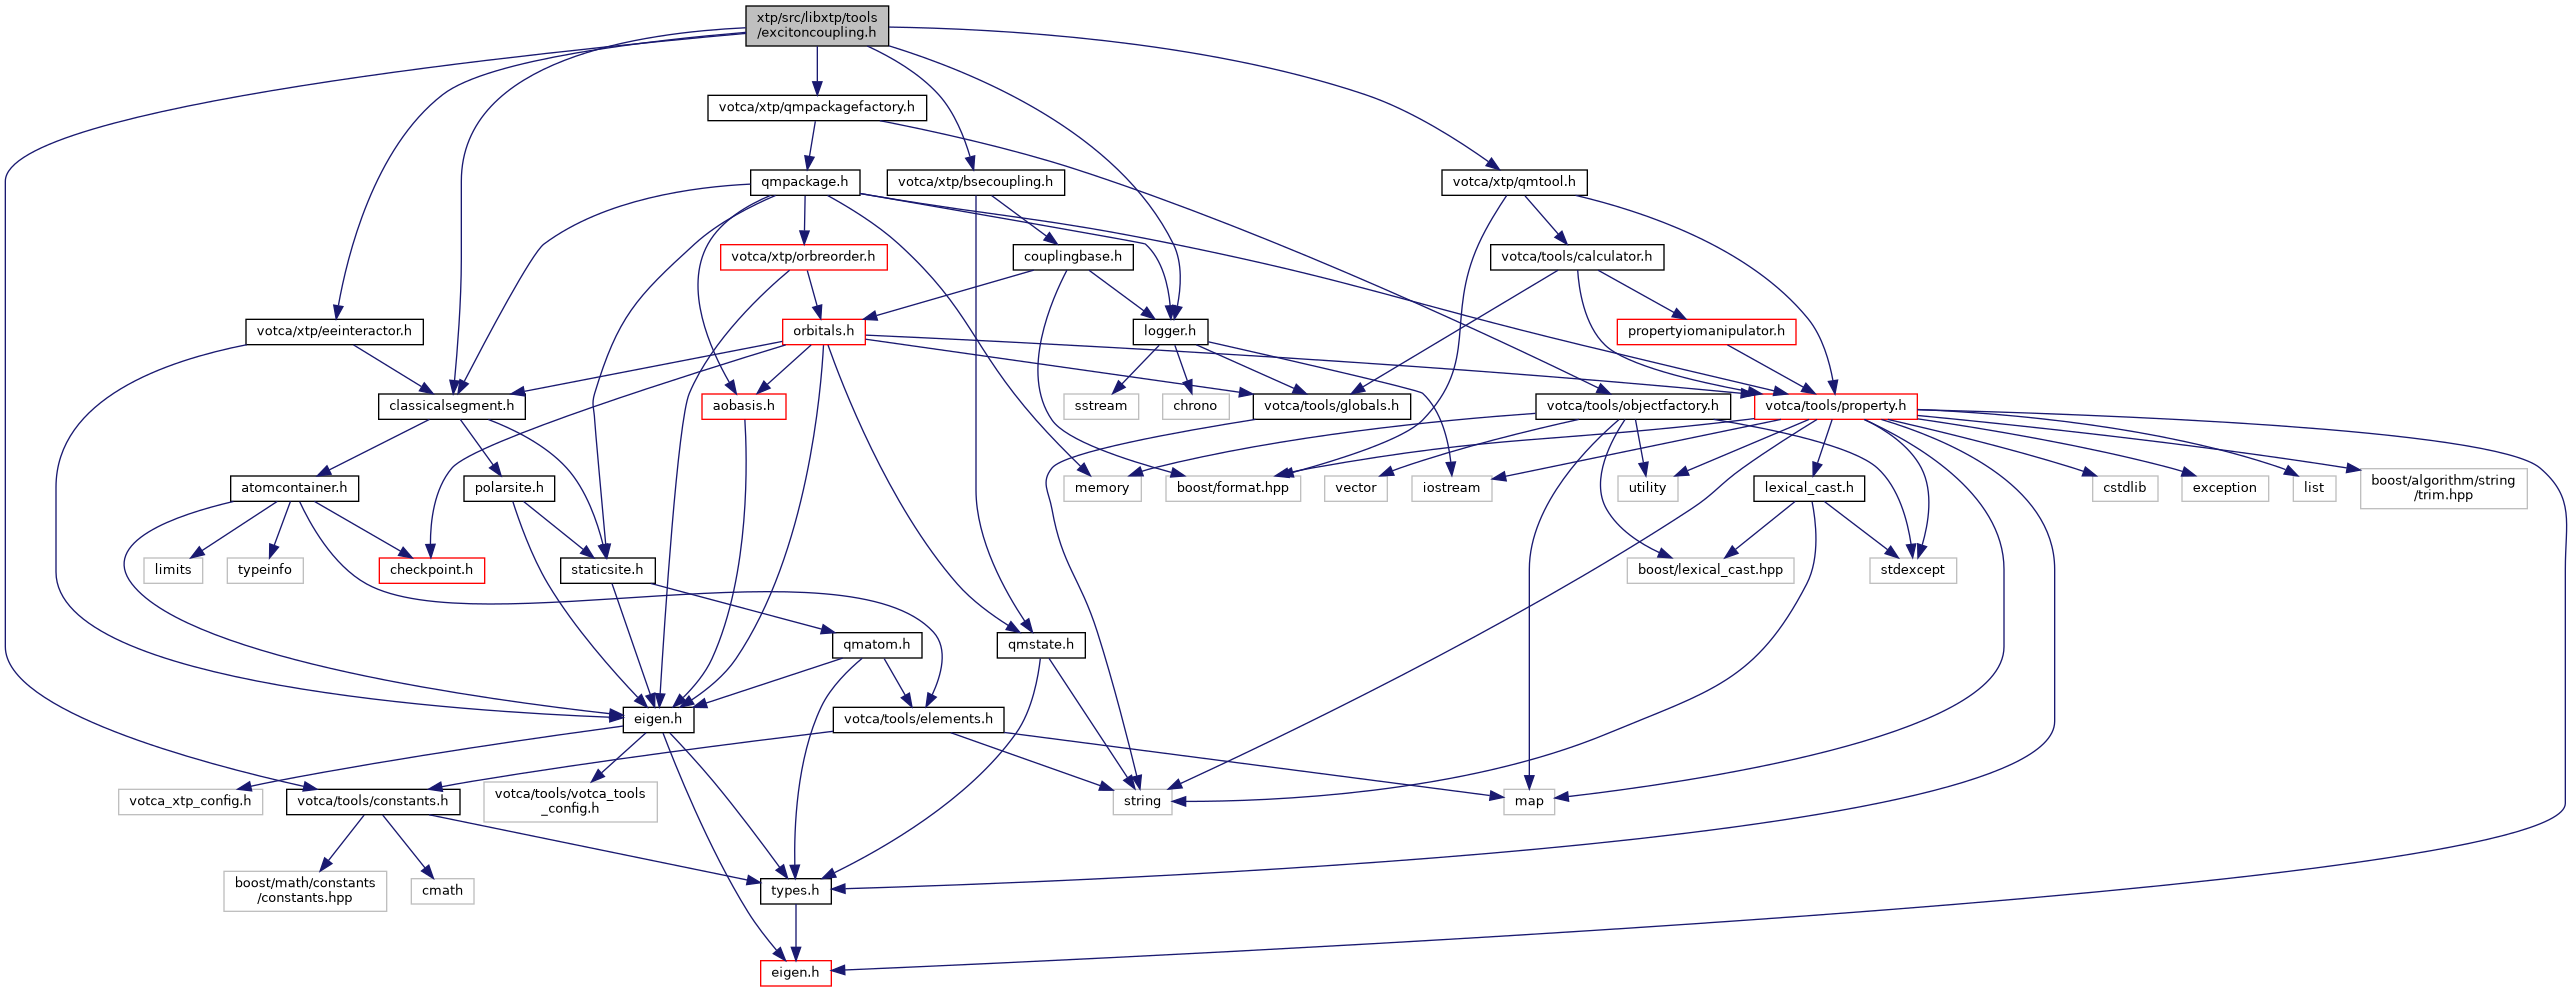 xtp/src/libxtp/tools
/excitoncoupling.h
votca/xtp/qmpackagefactory.h
qmpackage.h
votca/xtp/bsecoupling.h
votca/xtp/qmtool.h
votca/xtp/orbreorder.h
couplingbase.h
votca/tools/calculator.h
votca/xtp/eeinteractor.h
orbitals.h
logger.h
propertyiomanipulator.h
classicalsegment.h
aobasis.h
sstream
chrono
votca/tools/globals.h
votca/tools/objectfactory.h
votca/tools/property.h
atomcontainer.h
polarsite.h
memory
boost/format.hpp
vector
iostream
utility
lexical_cast.h
cstdlib
exception
list
boost/algorithm/string
/trim.hpp
limits
typeinfo
checkpoint.h
staticsite.h
boost/lexical_cast.hpp
stdexcept
qmatom.h
qmstate.h
eigen.h
votca/tools/elements.h
votca_xtp_config.h
votca/tools/constants.h
votca/tools/votca_tools
_config.h
string
map
boost/math/constants
/constants.hpp
cmath
types.h
eigen.h